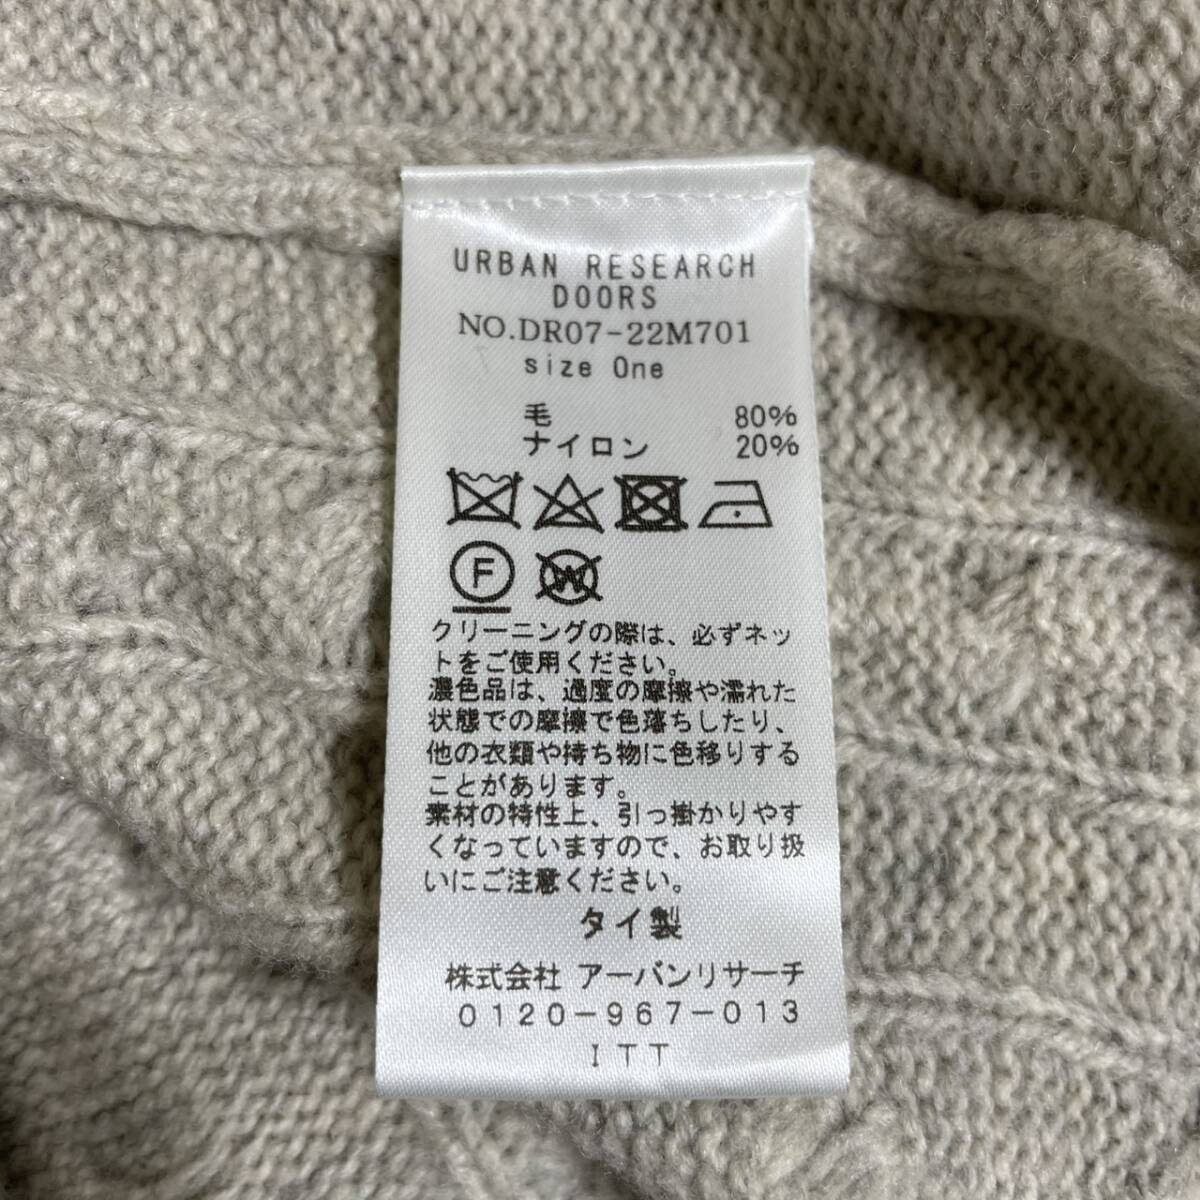 URBAN RESEARCH
DOORS
NO.DR07-22M701
size One
毛 80%
ナイロン 20%
F
W
クリーニングの際は、必ずネッ
トをご使用ください。
濃色品は、過度の摩擦や濡れた
状態での摩擦で色落ちしたり、
他の衣類や持ち物に色移りする
ことがあります。
素材の特性上、引っ掛かりやす
くなっていますので、お取り扱
いにご注意ください。
タイ製
株式会社 アーバンリサーチ
0120-967-013
ITT